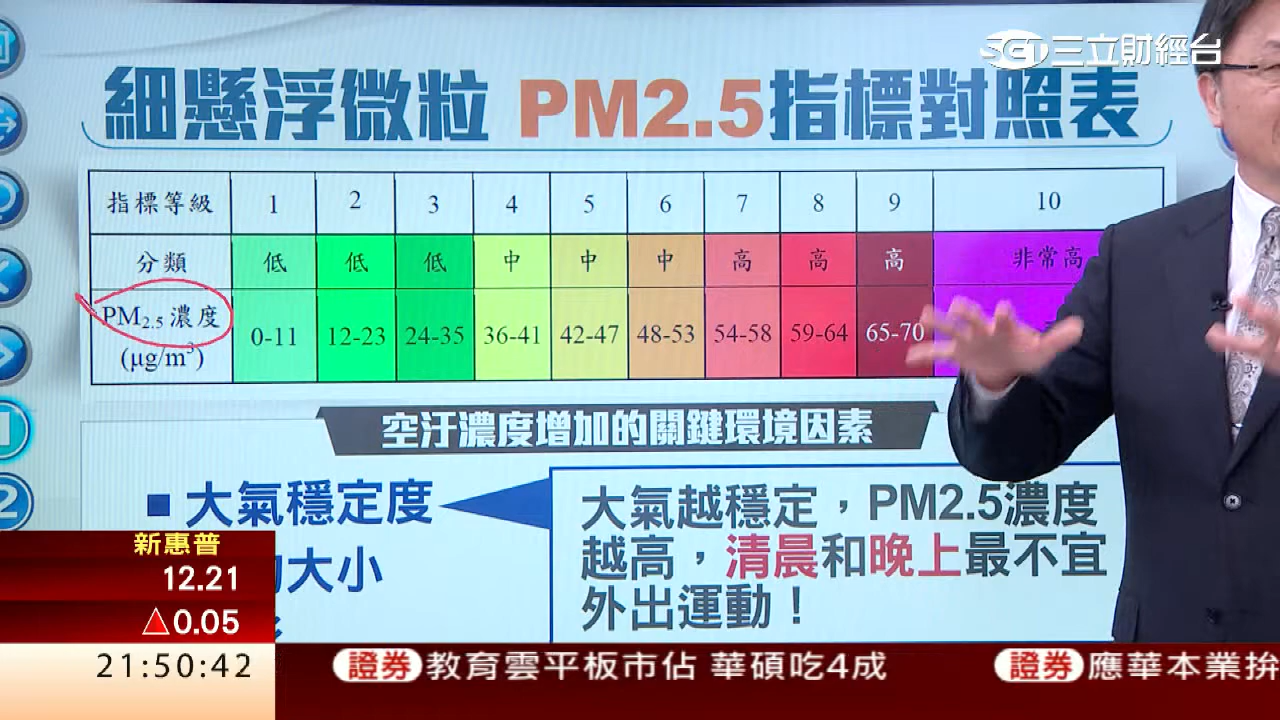 SET 三立財經台
細懸浮微粒 PM2.5指標對照表
指標等級 1 2 3 4 5 6 7 8 9 10
分類 低 低 低 中 中 中 高 高 高 非常高
PM2.5濃度 (μg/m3) 0-11 12-23 24-35 36-41 42-47 48-53 54-58 59-64 65-70
空汙濃度增加的關鍵環境因素
■ 大氣穩定度
大小
大氣越穩定，PM2.5濃度
越高，清晨和晚上最不宜
外出運動！
2
新惠普
12.21
△0.05
21:50:42
證券 教育雲平板市佔 華碩吃4成
證券 應華本業拚